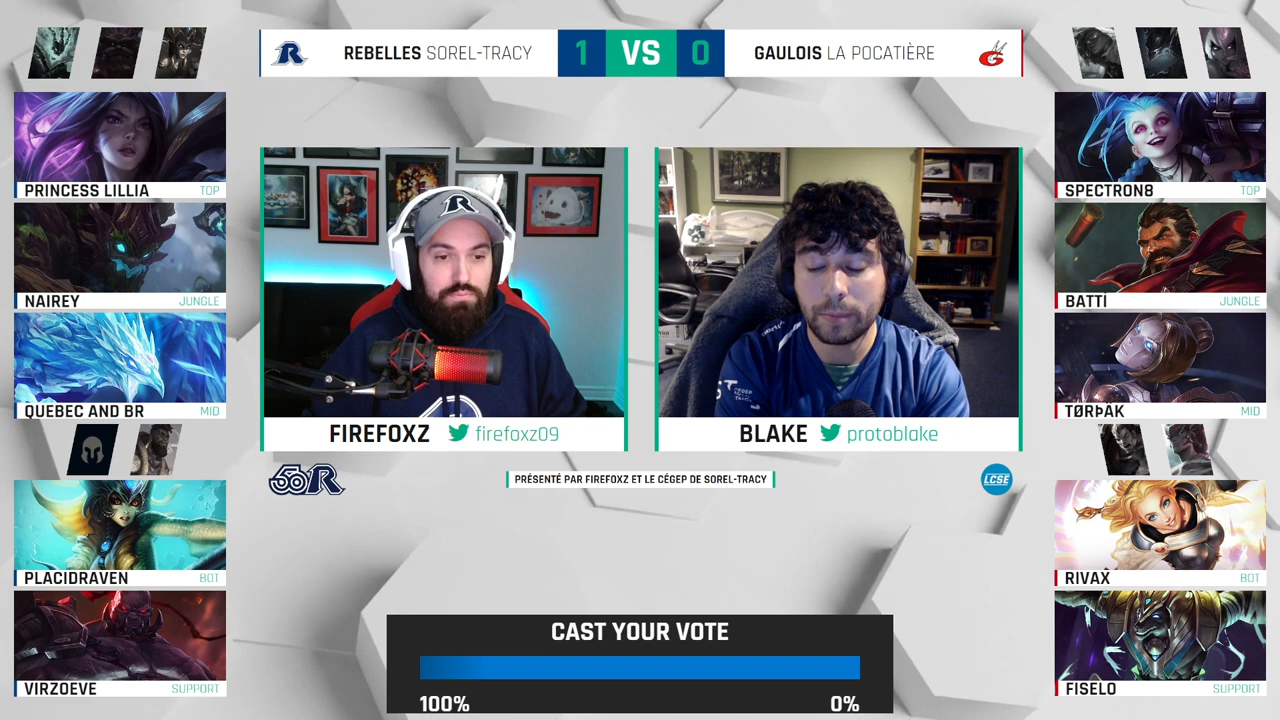 REBELLES SOREL-TRACY 1 VS 0 GAULOIS LA POCATIÈRE
PRINCESS LILLIA TOP
NAIREY JUNGLE
QUEBEC AND BR MID
PLACIDRAVEN BOT
VIRZOEVE SUPPORT
R
FIREFOXZ firefoxz09
BLAKE protoblake
50R
PRÉSENTÉ PAR FIREFOXZ ET LE CÉGEP DE SOREL-TRACY
LCSE
CAST YOUR VOTE
100% 0%
SPECTRON8 TOP
BATTÍ JUNGLE
TØRÞAK MID
RIVAX BOT
FISELO SUPPORT